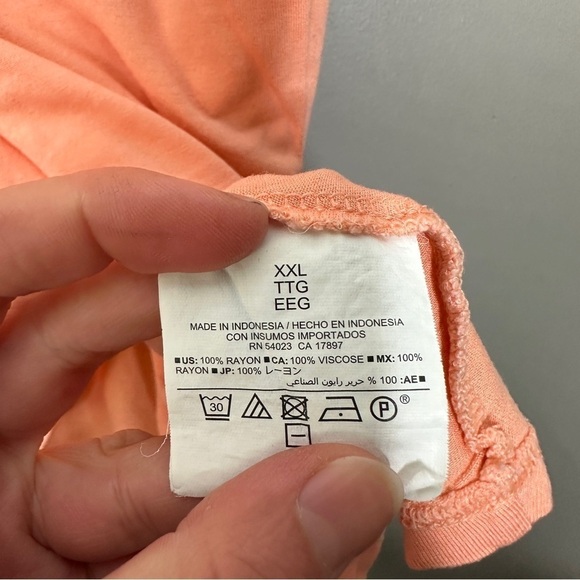 XXL
TTG
EEG
MADE IN INDONESIA / HECHO EN INDONESIA
CON INSUMOS IMPORTADOS
RN 54023 CA 17897
■US: 100% RAYON ■CA: 100% VISCOSE ■MX: 100%
RAYON ■JP: 100% レーヨン
■AE: 100 % حرير رايون الصناعي
30 P ®